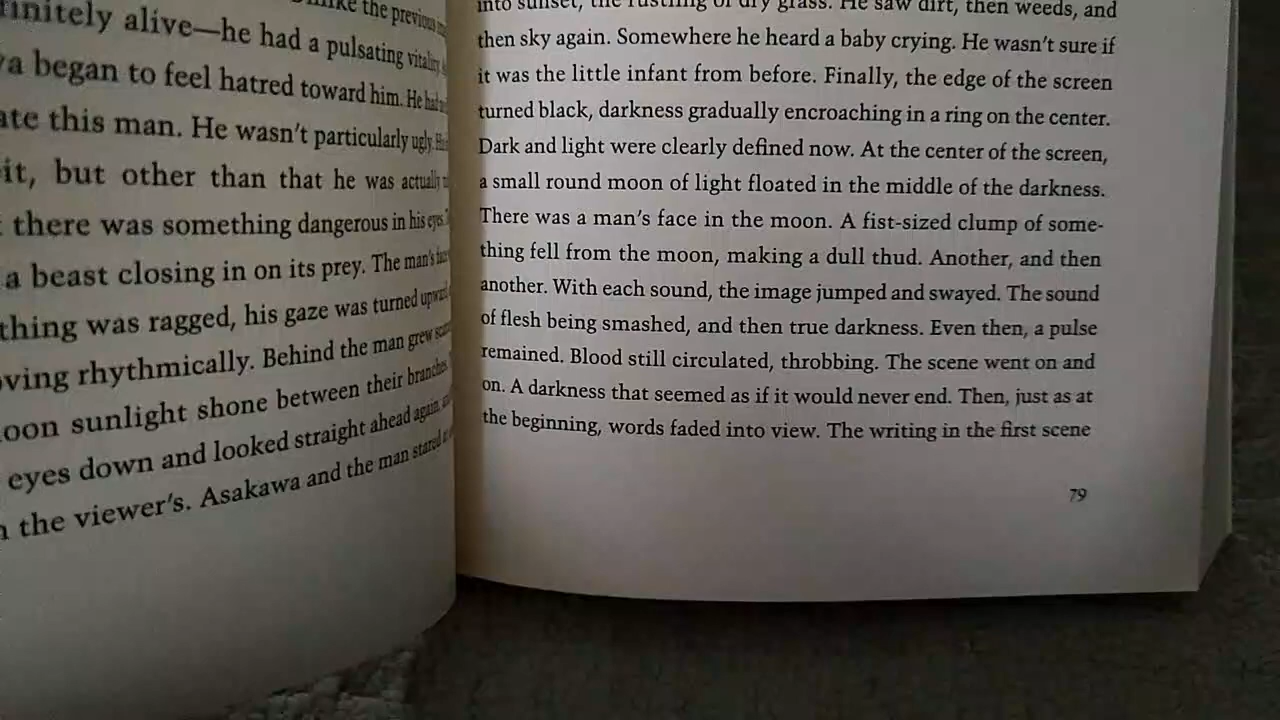 the previous
finitely alive—he had a pulsating vitality
a began to feel hatred toward him. He had
ate this man. He wasn't particularly ugly.
it, but other than that he was actually
there was something dangerous in his eyes.
a beast closing in on its prey. The man's
thing was ragged, his gaze was turned upward
ving rhythmically. Behind the man grew
oon sunlight shone between their branches.
eyes down and looked straight ahead again,
the viewer's. Asakawa and the man stared
into sunset, the rustling of dry grass. He saw dirt, then weeds, and
then sky again. Somewhere he heard a baby crying. He wasn't sure if
it was the little infant from before. Finally, the edge of the screen
turned black, darkness gradually encroaching in a ring on the center.
Dark and light were clearly defined now. At the center of the screen,
a small round moon of light floated in the middle of the darkness.
There was a man's face in the moon. A fist-sized clump of some-
thing fell from the moon, making a dull thud. Another, and then
another. With each sound, the image jumped and swayed. The sound
of flesh being smashed, and then true darkness. Even then, a pulse
remained. Blood still circulated, throbbing. The scene went on and
on. A darkness that seemed as if it would never end. Then, just as at
the beginning, words faded into view. The writing in the first scene
79